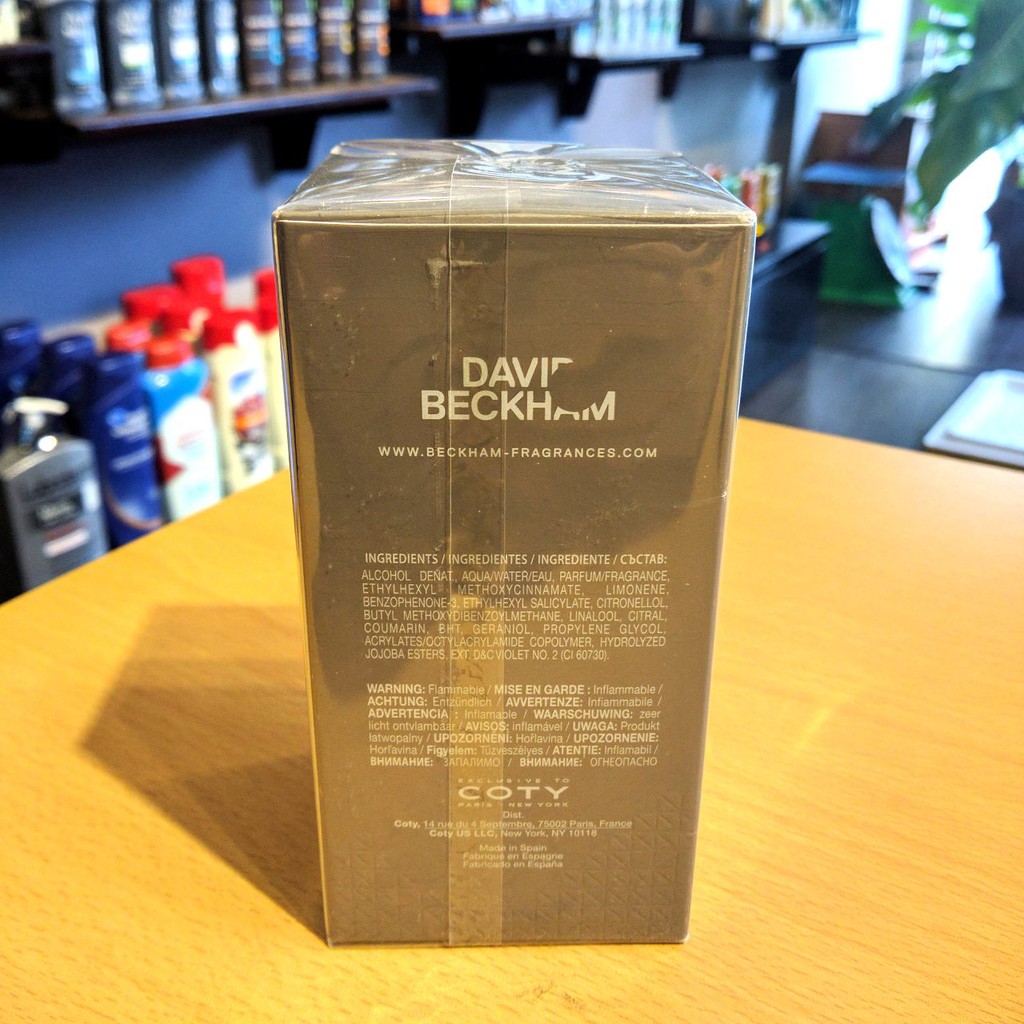 DAVID
BECKHAM
WWW.BECKHAM-FRAGRANCES.COM
INGREDIENTS / INGREDIENTES / INGREDIENTE / СЪСТАВ:
ALCOHOL DENAT., AQUA/WATER/EAU, PARFUM/FRAGRANCE,
ETHYLHEXYL METHOXYCINNAMATE, LIMONENE,
BENZOPHENONE-3, ETHYLHEXYL SALICYLATE, CITRONELLOL,
BUTYL METHOXYDIBENZOYLMETHANE, LINALOOL, CITRAL,
COUMARIN, BHT, GERANIOL, PROPYLENE GLYCOL,
ACRYLATES/OCTYLACRYLAMIDE COPOLYMER, HYDROLYZED
JOJOBA ESTERS, EXT. D&C VIOLET NO. 2 (CI 60730).
WARNING: Flammable / MISE EN GARDE : Inflammable /
ACHTUNG: Entzündlich / AVVERTENZE: Infiammabile /
ADVERTENCIA : Inflamable / WAARSCHUWING: zeer
licht ontvlambaar / AVISOS: inflamável / UWAGA: Produkt
łatwopalny / UPOZORNĚNÍ: Hořlavina / UPOZORNENIE:
Horľavina / Figyelem: Tűzveszélyes / ATENȚIE: Inflamabil /
ВНИМАНИЕ: ЗАПАЛИМО / ВНИМАНИЕ: ОГНЕОПАСНО
EXCLUSIVE TO
COTY
PARIS - NEW YORK
Dist.
Coty, 14 rue du 4 Septembre, 75002 Paris, France
Coty US LLC, New York, NY 10118
Made in Spain
Fabriqué en Espagne
Fabricado en España